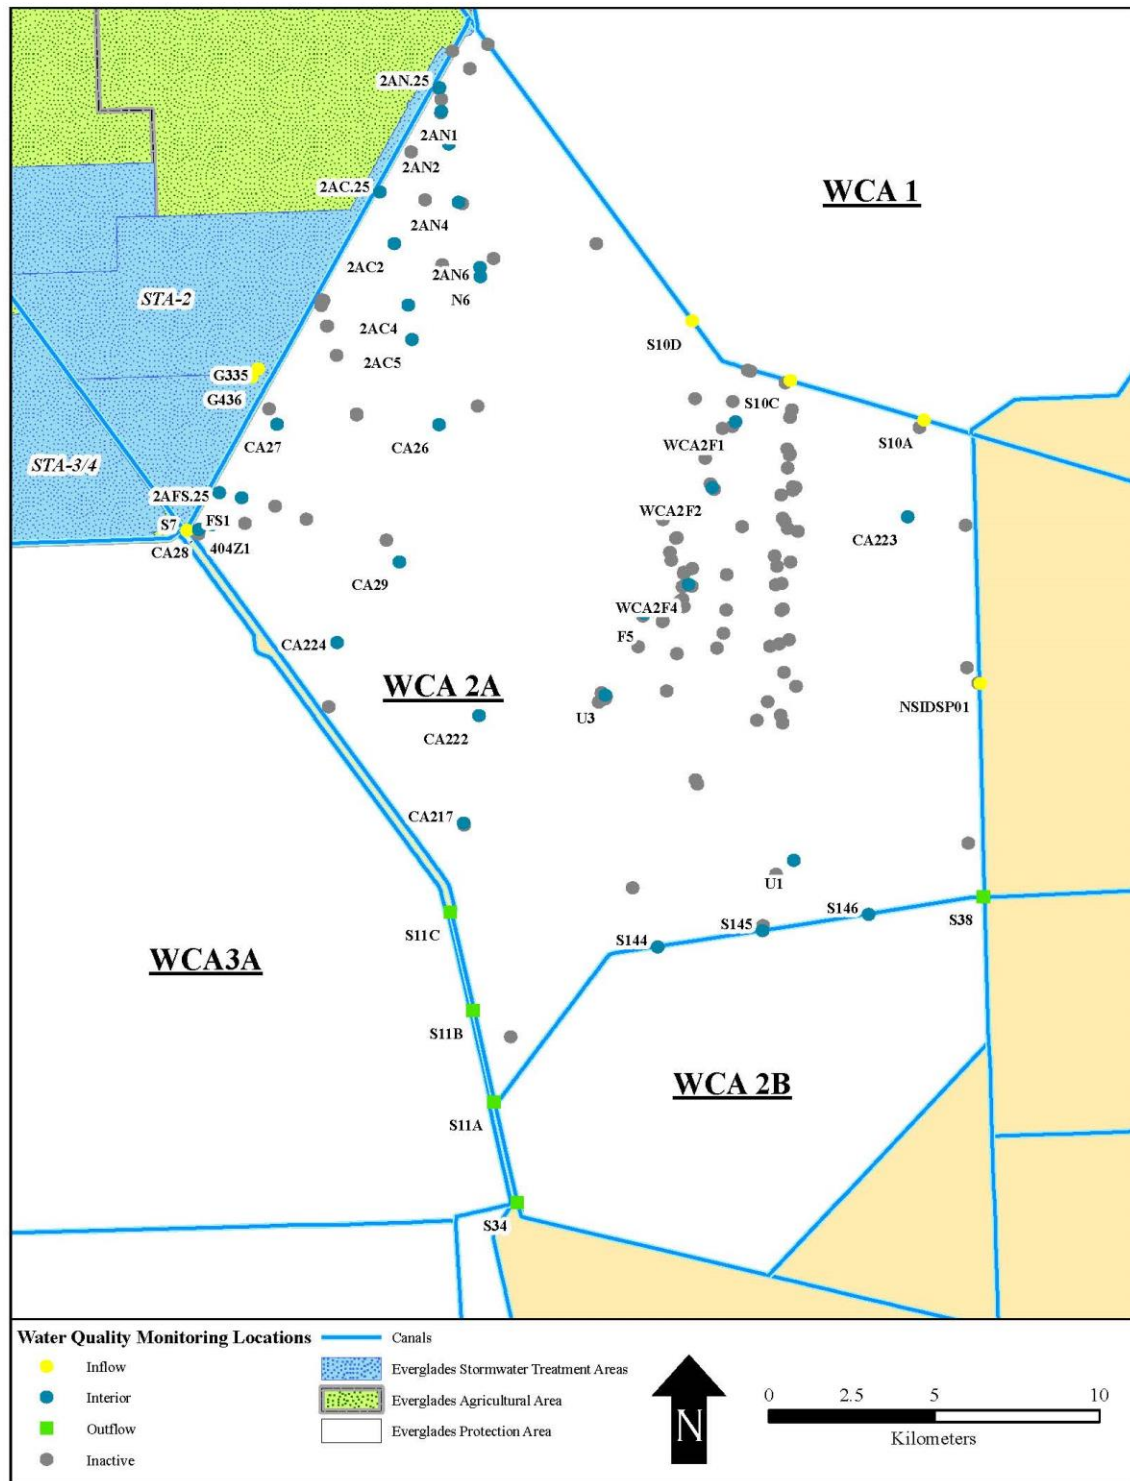 2AN.25
2AN1
2AN2
2AC.25
WCA 1
2AN4
2AC2
2AN6
STA-2
N6
2AC4
S10D
2AC5
G335
G436
S10C
CA27
CA26
WCA2F1
S10A
STA-3/4
2AFS.25
WCA2F2
S7
FS1
CA28
404Z1
CA223
CA29
WCA2F4
F5
CA224
WCA 2A
NSIDSP01
U3
CA222
CA217
U1
S146
S38
S11C
S145
S144
WCA3A
S11B
WCA 2B
S11A
S34
Water Quality Monitoring Locations
Inflow
Interior
Outflow
Inactive
Canals
Everglades Stormwater Treatment Areas
Everglades Agricultural Area
Everglades Protection Area
N
0 2.5 5 10
Kilometers